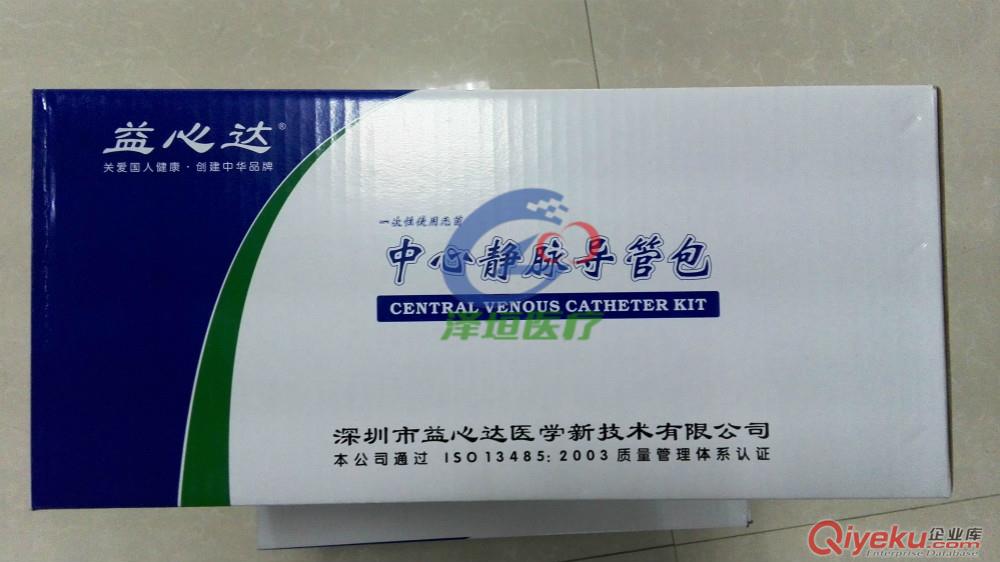 益心达®
关爱国人健康·创建中华品牌
一次性使用无菌
中心静脉导管包
CENTRAL VENOUS CATHETER KIT
泽垣医疗
深圳市益心达医学新技术有限公司
本公司通过 ISO 13485: 2003 质量管理体系认证
Qiyeku企业库
Enterprise Database